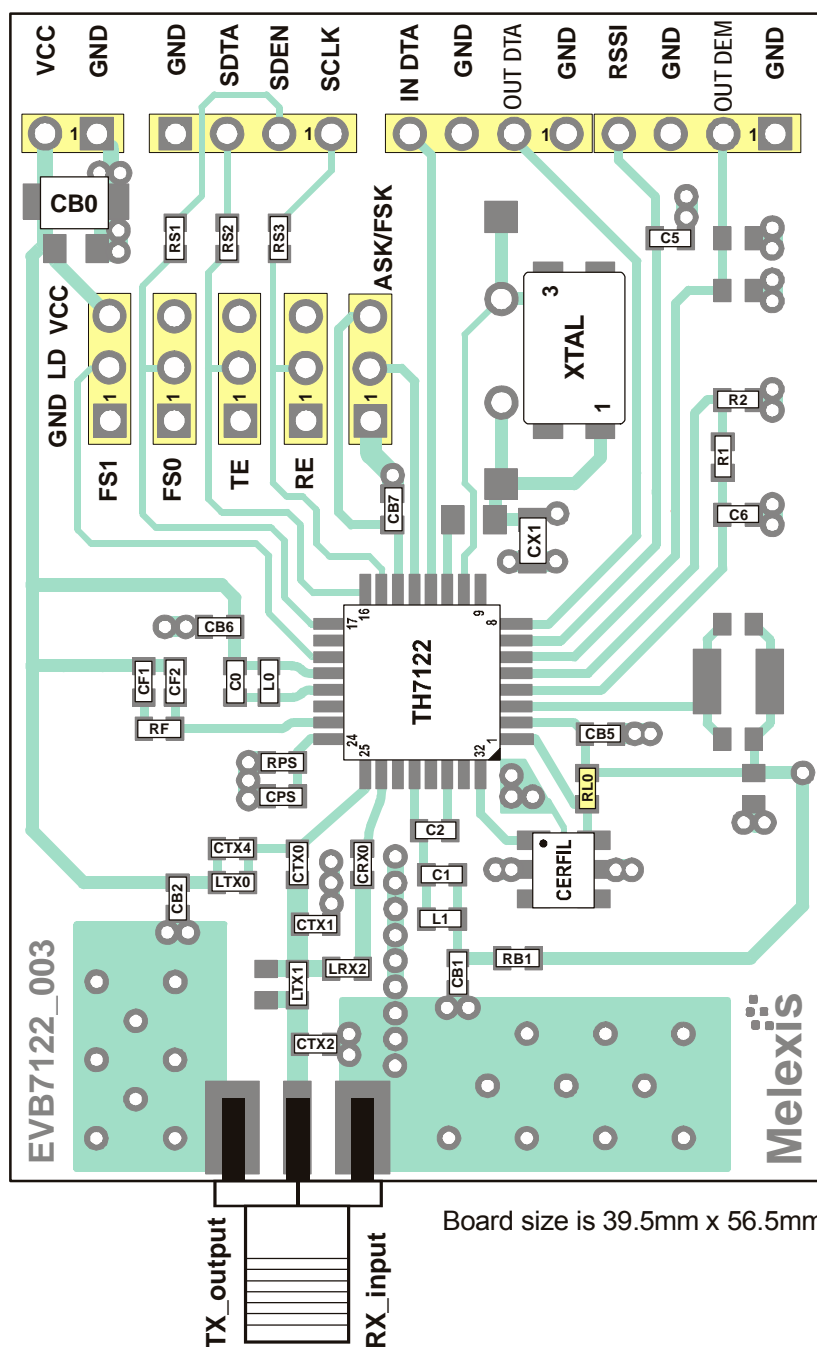 VCC
GND
GND
SDTA
SDEN
SCLK
IN DTA
GND
OUT DTA
GND
RSSI
GND
OUT DEM
GND
1
1
1
1
CB0
RS1
RS2
RS3
ASK/FSK
C5
VCC
LD
GND
1
1
1
1
1
3
XTAL
1
FS1
FS0
TE
RE
CB7
CX1
R2
R1
C6
16
9
17
8
TH7122
24
25
32
1
CB6
CF1
CF2
C0
L0
RF
RPS
CPS
CB5
RL0
C2
CERFIL
CTX4
LTX0
CTX0
CRX0
C1
CB2
CTX1
L1
LTX1
LRX2
CB1
RB1
CTX2
EVB7122_003
Melexis
Board size is 39.5mm x 56.5mm
TX_output
RX_input